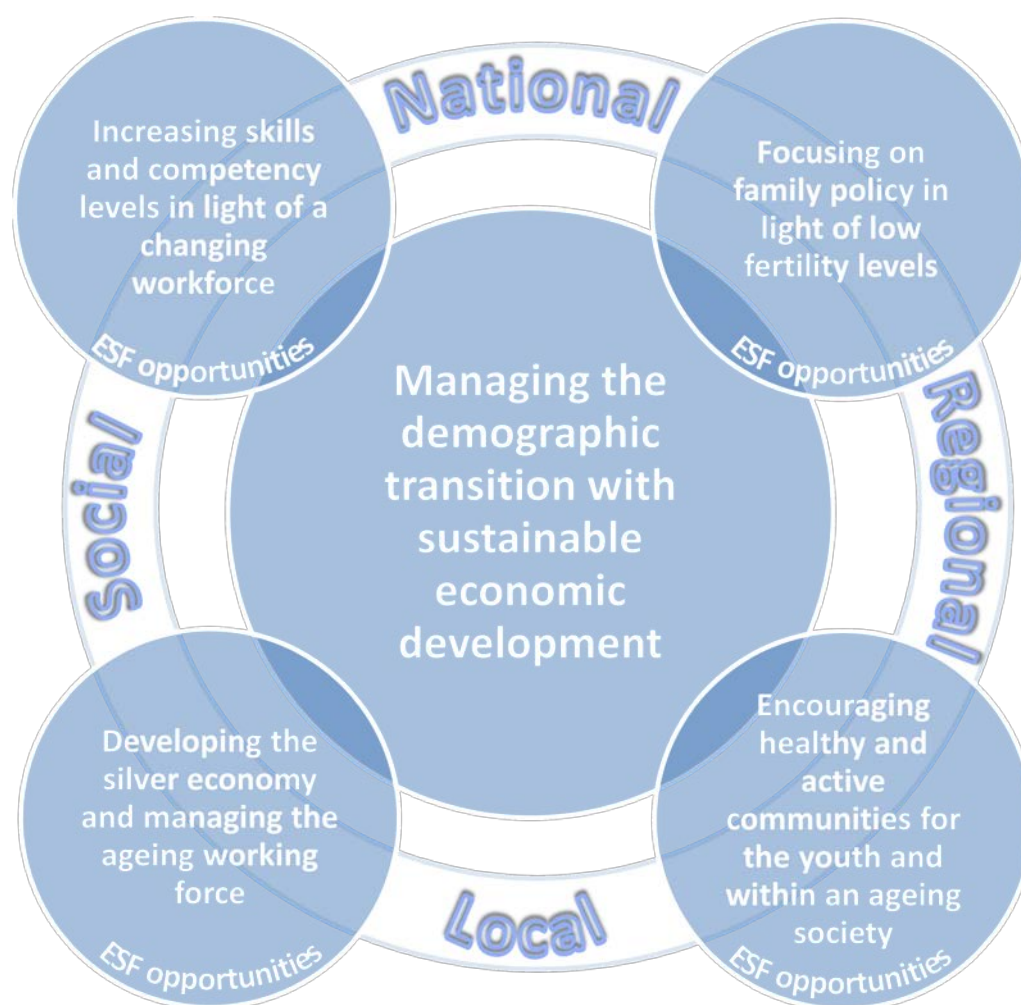 National
Increasing skills
and competency
levels in light of a
changing
workforce
ESF opportunities
Focusing on
family policy in
light of low
fertility levels
ESF opportunities
Social
Managing the
demographic
transition with
sustainable
economic
development
Regional
Developing the
silver economy
and managing the
ageing working
force
ESF opportunities
Encouraging
healthy and
active
communities for
the youth and
within an ageing
society
ESF opportunities
Local